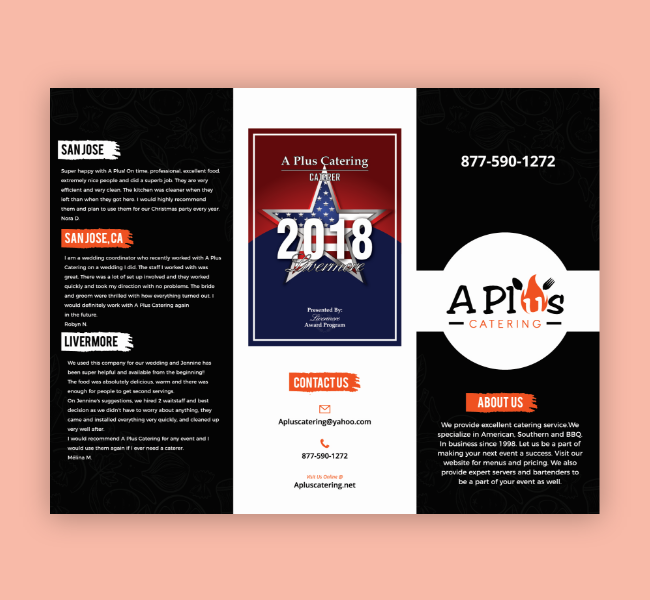 SAN JOSE
Super happy with A Plus! On time, professional, excellent food,
extremely nice people and did a superb job. They are very
efficient and very clean. The kitchen was cleaner when they
left than when they got here. I would highly recommend
them and plan to use them for our Christmas party every year.
Nora D.
SAN JOSE, CA
I am a wedding coordinator who recently worked with A Plus
Catering on a wedding I did. The staff I worked with was
great. There was a lot of set up involved and they worked
quickly and took my direction with no problems. The bride
and groom were thrilled with how everything turned out. I
would definitely work with A Plus Catering again
in the future.
Robyn N.
LIVERMORE
We used this company for our wedding and Jennine has
been super helpful and available from the beginning!!
The food was absolutely delicious, warm and there was
enough for people to get second servings.
On Jennine's suggestions, we hired 2 waitstaff and best
decision as we didn't have to worry about anything, they
came and installed everything very quickly, and cleaned up
very well after.
I would recommend A Plus Catering for any event and I
would use them again if I ever need a caterer.
Melina M.
A Plus Catering
CATERER
2018
Livermore
Presented By:
Livermore
Award Program
CONTACT US
Apluscatering@yahoo.com
877-590-1272
Visit Us Online @
Apluscatering.net
877-590-1272
A Plus
CATERING
ABOUT US
We provide excellent catering service.We
specialize in American, Southern and BBQ.
In business since 1998. Let us be a part of
making your next event a success. Visit our
website for menus and pricing. We also
provide expert servers and bartenders to
be a part of your event as well.